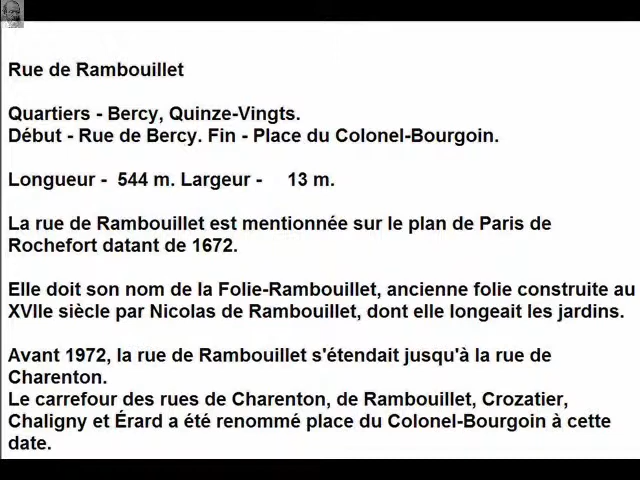 Rue de Rambouillet
Quartiers - Bercy, Quinze-Vingts.
Début - Rue de Bercy. Fin - Place du Colonel-Bourgoin.
Longueur - 544 m. Largeur - 13 m.
La rue de Rambouillet est mentionnée sur le plan de Paris de
Rochefort datant de 1672.
Elle doit son nom de la Folie-Rambouillet, ancienne folie construite au
XVIIe siècle par Nicolas de Rambouillet, dont elle longeait les jardins.
Avant 1972, la rue de Rambouillet s'étendait jusqu'à la rue de
Charenton.
Le carrefour des rues de Charenton, de Rambouillet, Crozatier,
Chaligny et Érard a été renommé place du Colonel-Bourgoin à cette
date.